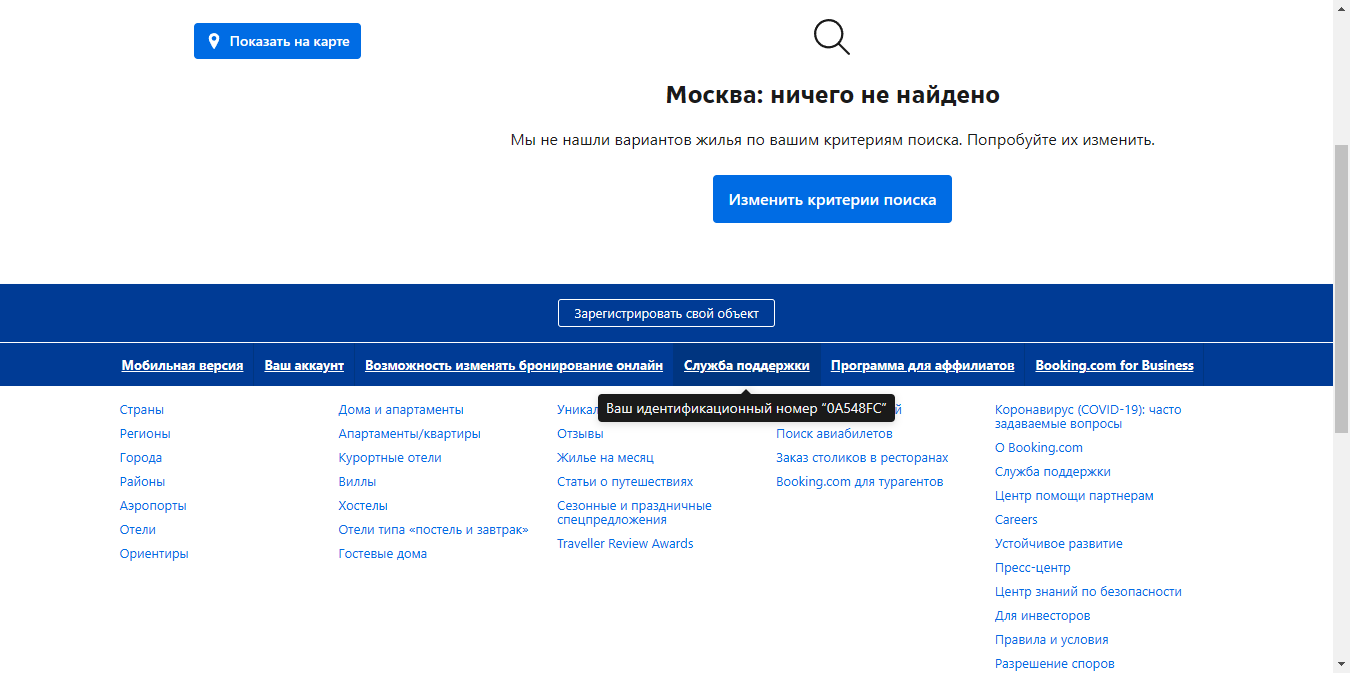 Показать на карте
Москва: ничего не найдено
Мы не нашли вариантов жилья по вашим критериям поиска. Попробуйте их изменить.
Изменить критерии поиска
Зарегистрировать свой объект
Мобильная версия
Ваш аккаунт
Возможность изменять бронирование онлайн
Служба поддержки
Программа для аффилиатов
Booking.com for Business
Ваш идентификационный номер “0A548FC”
Страны
Регионы
Города
Районы
Аэропорты
Отели
Ориентиры
Дома и апартаменты
Апартаменты/квартиры
Курортные отели
Виллы
Хостелы
Отели типа «постель и завтрак»
Гостевые дома
Отзывы
Жилье на месяц
Статьи о путешествиях
Сезонные и праздничные
спецпредложения
Traveller Review Awards
Поиск авиабилетов
Заказ столиков в ресторанах
Booking.com для турагентов
Коронавирус (COVID-19): часто
задаваемые вопросы
О Booking.com
Служба поддержки
Центр помощи партнерам
Careers
Устойчивое развитие
Пресс-центр
Центр знаний по безопасности
Для инвесторов
Правила и условия
Разрешение споров